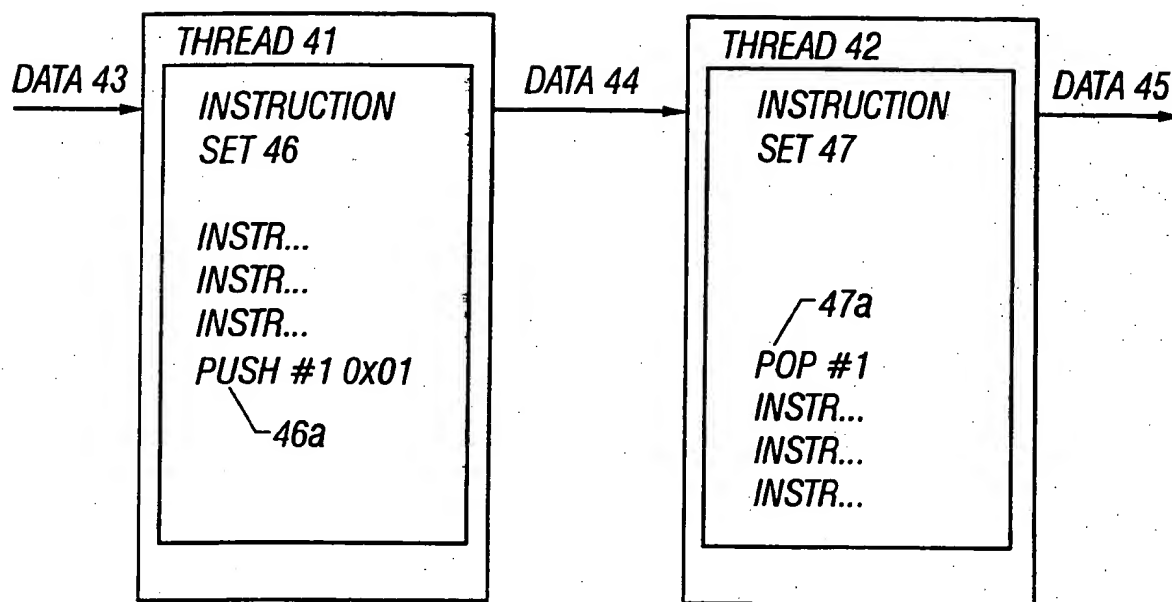 DATA 43
THREAD 41
INSTRUCTION
SET 46
INSTR...
INSTR...
INSTR...
PUSH #1 0x01
46a
DATA 44
THREAD 42
INSTRUCTION
SET 47
47a
POP #1
INSTR...
INSTR...
INSTR...
DATA 45